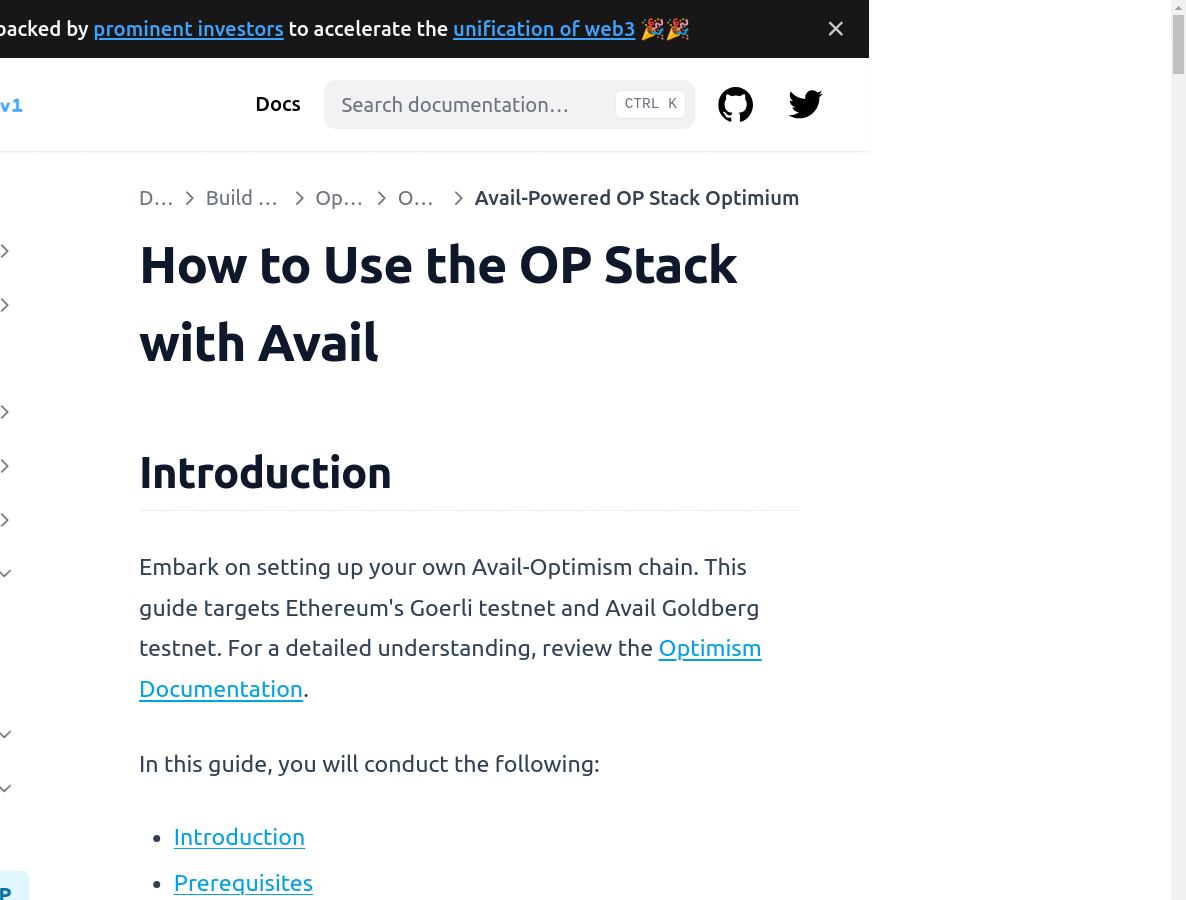 backed by prominent investors to accelerate the unification of web3 🎉🎉
v1
Docs
Search documentation…
CTRL K
D… Build … Op… O… Avail-Powered OP Stack Optimium
How to Use the OP Stack
with Avail
Introduction
Embark on setting up your own Avail-Optimism chain. This
guide targets Ethereum's Goerli testnet and Avail Goldberg
testnet. For a detailed understanding, review the Optimism
Documentation.
In this guide, you will conduct the following:
• Introduction
• Prerequisites
P